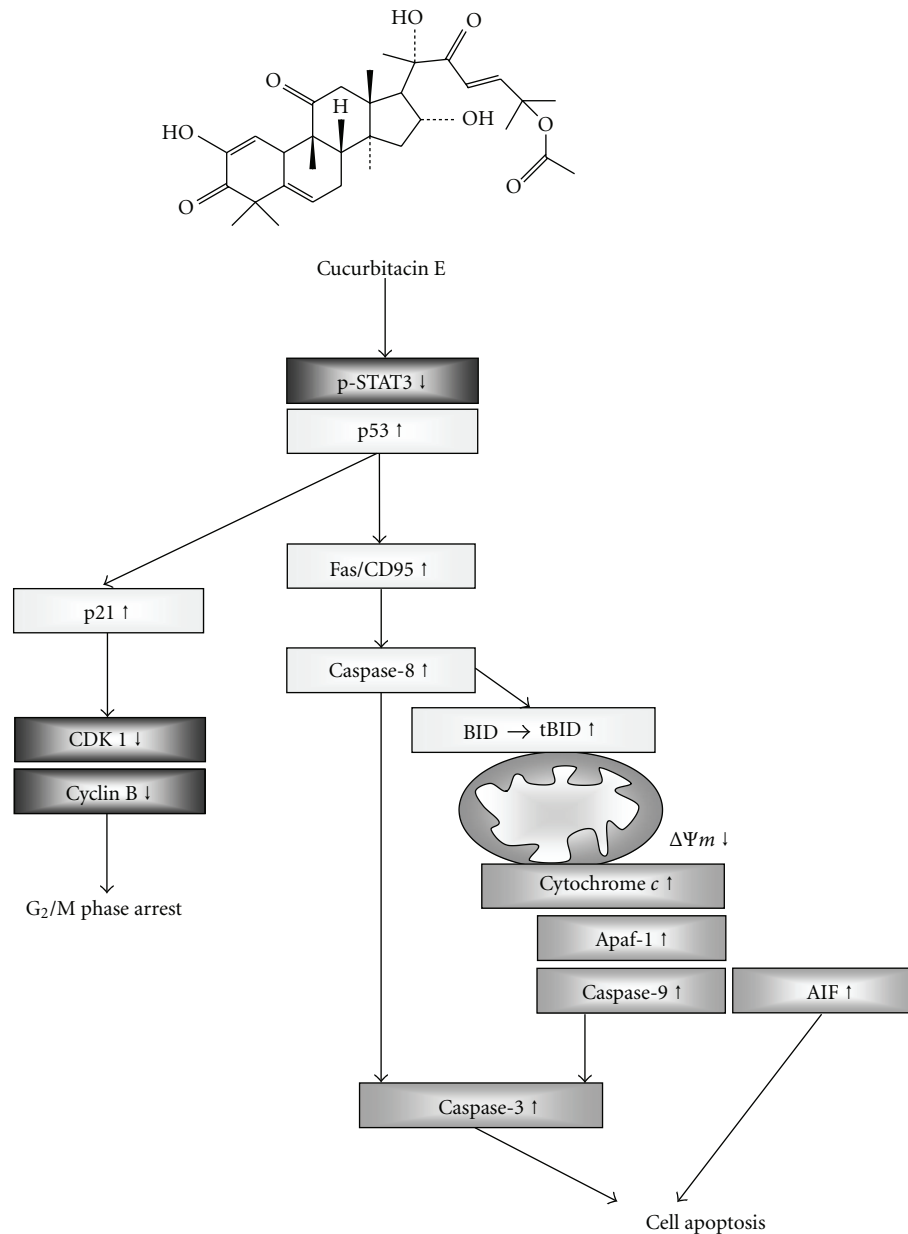 HO
O
O
H
OH
HO
O
O
O
Cucurbitacin E
p-STAT3 ↓
p53 ↑
Fas/CD95 ↑
p21 ↑
Caspase-8 ↑
BID → tBID ↑
CDK 1 ↓
Cyclin B ↓
ΔΨm ↓
Cytochrome c ↑
G₂/M phase arrest
Apaf-1 ↑
Caspase-9 ↑
AIF ↑
Caspase-3 ↑
Cell apoptosis